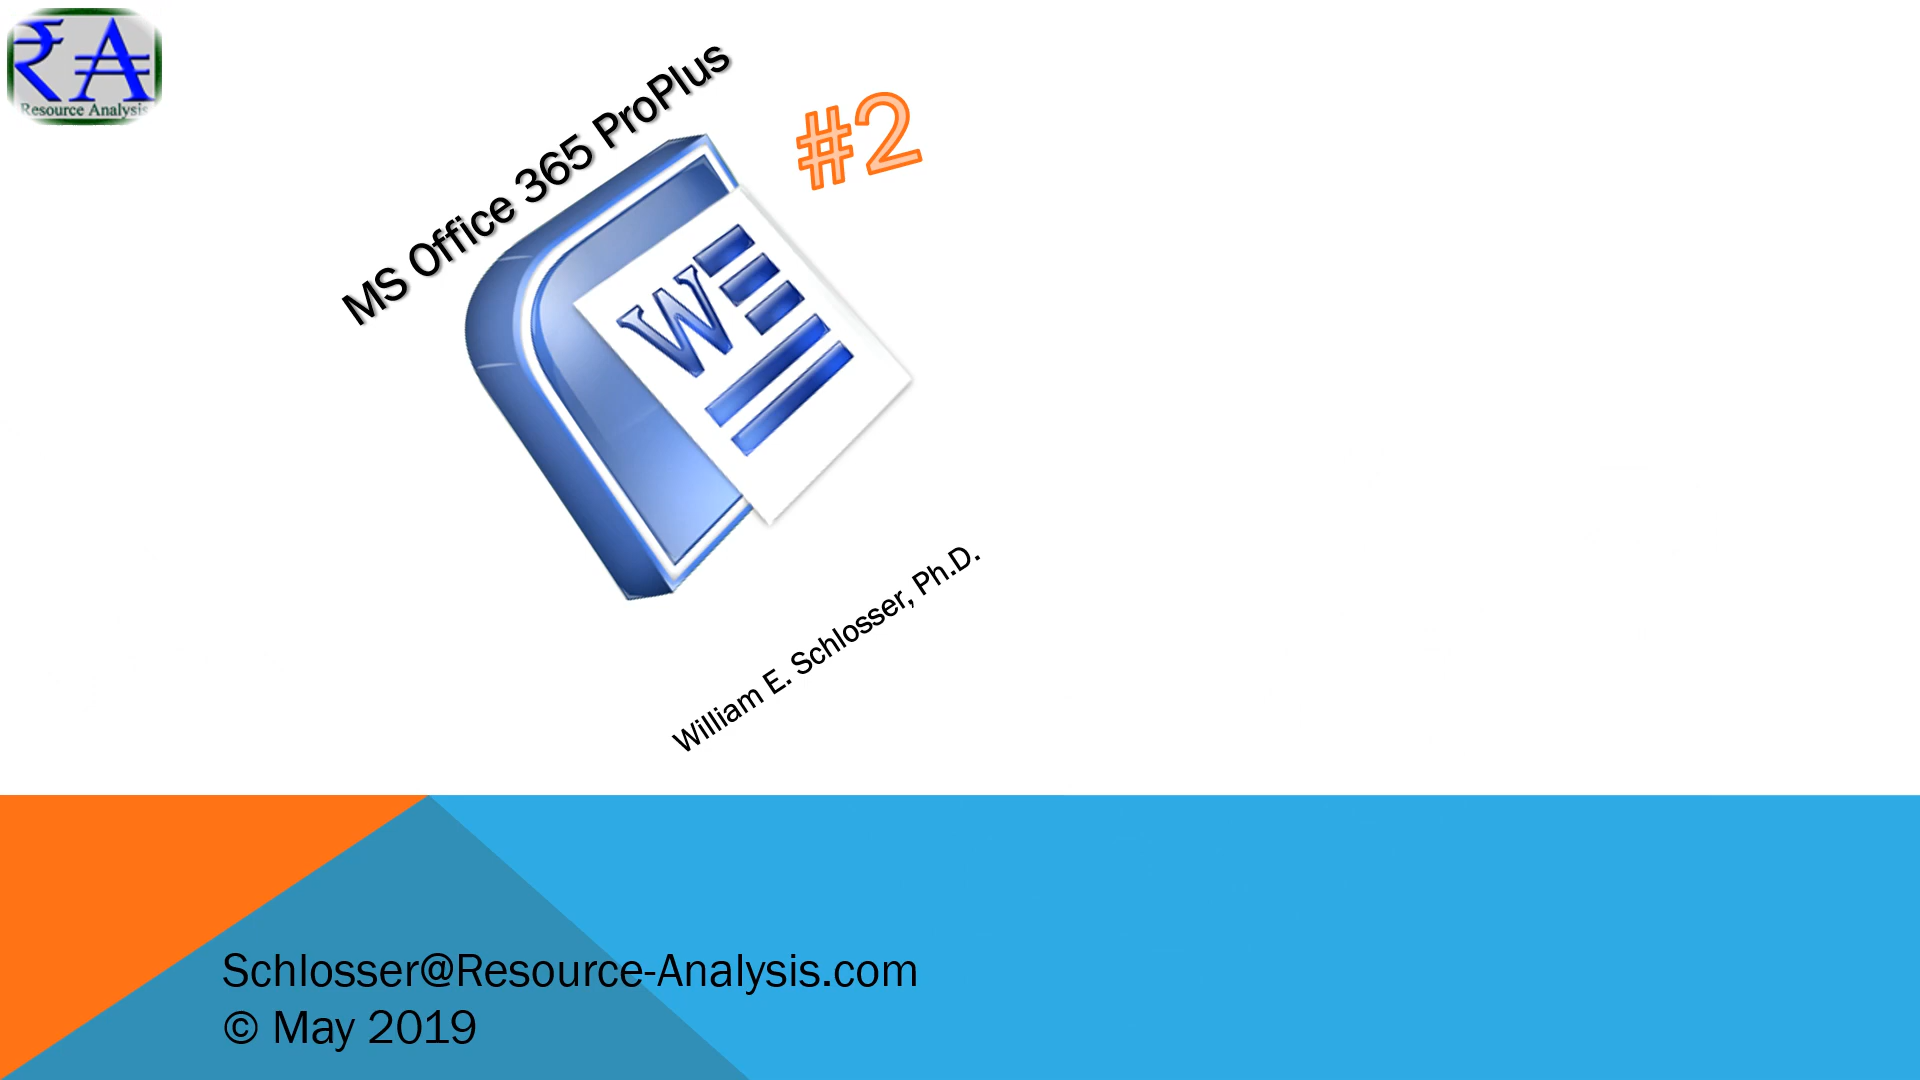 ₹A
Resource Analysis
MS Office 365 ProPlus
#2
W
William E. Schlosser, Ph.D.
Schlosser@Resource-Analysis.com
© May 2019